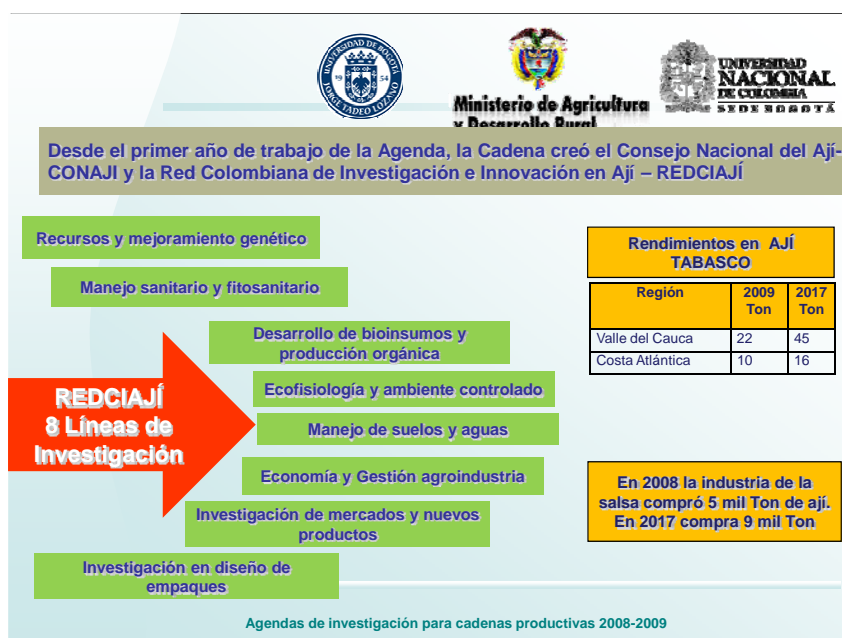 UNIVERSIDAD DE BOGOTÁ
JORGE TADEO LOZANO
19 54
Ministerio de Agricultura
y Desarrollo Rural
UNIVERSIDAD
NACIONAL
DE COLOMBIA
SEDE BOGOTÁ
Desde el primer año de trabajo de la Agenda, la Cadena creó el Consejo Nacional del Ají-
CONAJI y la Red Colombiana de Investigación e Innovación en Ají – REDCIAJÍ
Recursos y mejoramiento genético
Manejo sanitario y fitosanitario
Desarrollo de bioinsumos y
producción orgánica
Ecofisiología y ambiente controlado
Manejo de suelos y aguas
Economía y Gestión agroindustria
Investigación de mercados y nuevos
productos
Investigación en diseño de
empaques
REDCIAJÍ
8 Líneas de
Investigación
Rendimientos en AJÍ
TABASCO
Región 2009 Ton 2017 Ton
Valle del Cauca 22 45
Costa Atlántica 10 16
En 2008 la industria de la
salsa compró 5 mil Ton de ají.
En 2017 compra 9 mil Ton
Agendas de investigación para cadenas productivas 2008-2009